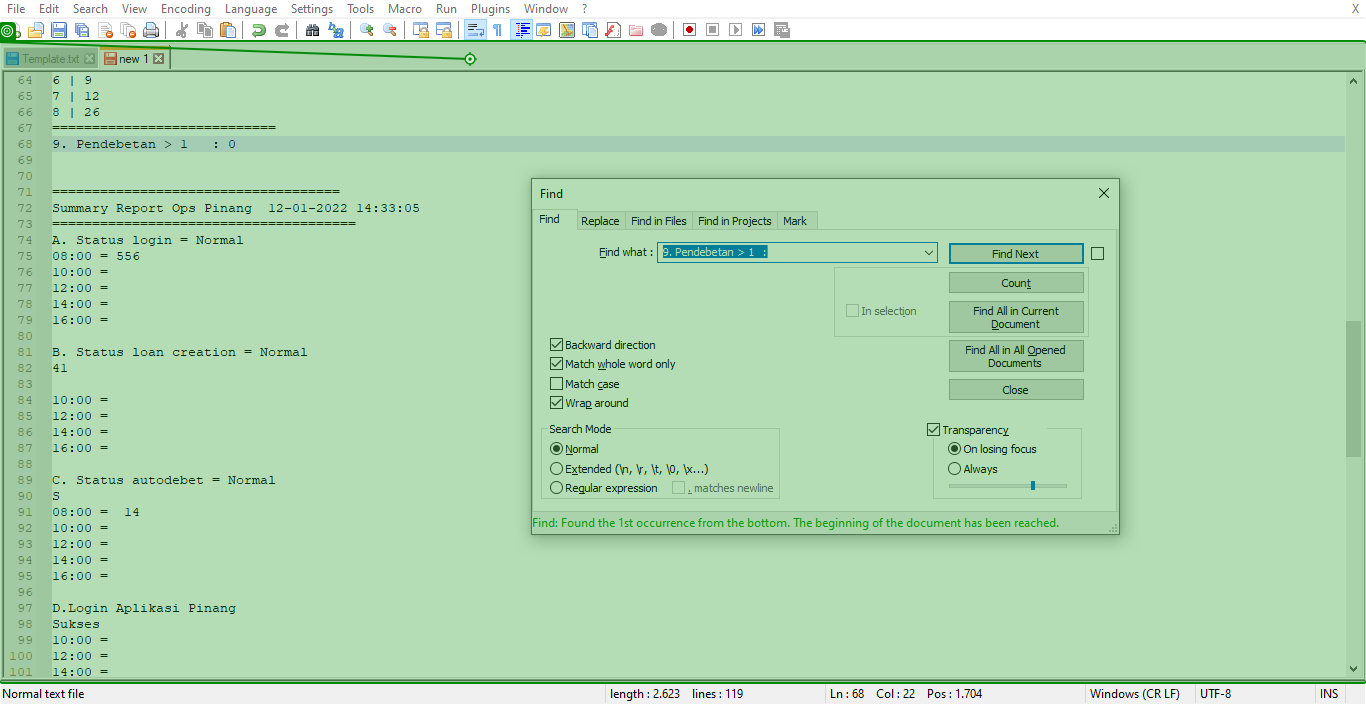 File Edit Search View Encoding Language Settings Tools Macro Run Plugins Window ? X
Template.txt new 1
64 6 | 9
65 7 | 12
66 8 | 26
67 ============================
68 9. Pendebetan > 1   : 0
69
70
71 ====================================
72 Summary Report Ops Pinang  12-01-2022 14:33:05
73 ======================================
74 A. Status login = Normal
75 08:00 = 556
76 10:00 =
77 12:00 =
78 14:00 =
79 16:00 =
80
81 B. Status loan creation = Normal
82 41
83
84 10:00 =
85 12:00 =
86 14:00 =
87 16:00 =
88
89 C. Status autodebet = Normal
90 S
91 08:00 =  14
92 10:00 =
93 12:00 =
94 14:00 =
95 16:00 =
96
97 D.Login Aplikasi Pinang
98 Sukses
99 10:00 =
100 12:00 =
101 14:00 =
Find
Find Replace Find in Files Find in Projects Mark
Find what : 9. Pendebetan > 1  : Find Next
Count
In selection
Find All in Current
Document
Backward direction
Find All in All Opened
Documents
Match whole word only
Match case
Close
Wrap around
Search Mode
Transparency
Normal
On losing focus
Extended (\n, \r, \t, \0, \x...)
Always
Regular expression . matches newline
Find: Found the 1st occurrence from the bottom. The beginning of the document has been reached.
Normal text file length : 2.623 lines : 119 Ln : 68 Col : 22 Pos : 1.704 Windows (CR LF) UTF-8 INS